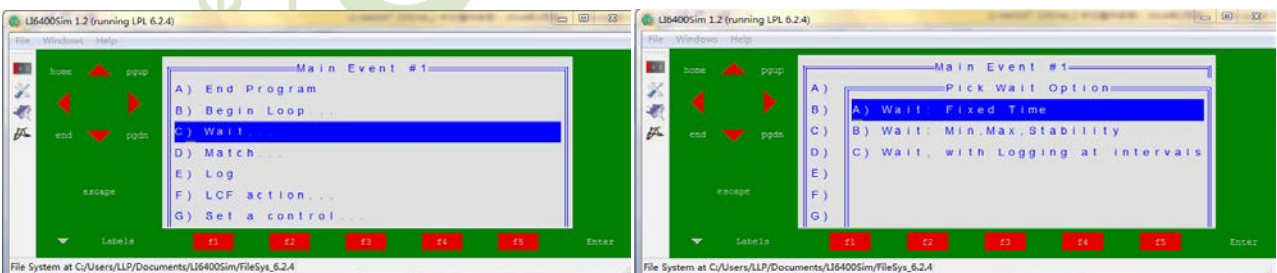 LI6400Sim 1.2 (running LPL 6.2.4)
File Windows Help
home pgup
end pgdn
escape
Labels
Main Event #1
A) End Program
B) Begin Loop...
C) Wait...
D) Match...
E) Log
F) LCF action...
G) Set a control...
f1 f2 f3 f4 f5 Enter
File System at C:/Users/LLP/Documents/LI6400Sim/FileSys_6.2.4
LI6400Sim 1.2 (running LPL 6.2.4)
File Windows Help
home pgup
end pgdn
escape
Labels
Main Event #1
Pick Wait Option
A)
B) A) Wait: Fixed Time
C) B) Wait: Min,Max,Stability
D) C) Wait, with Logging at intervals
E)
F)
G)
f1 f2 f3 f4 f5 Enter
File System at C:/Users/LLP/Documents/LI6400Sim/FileSys_6.2.4